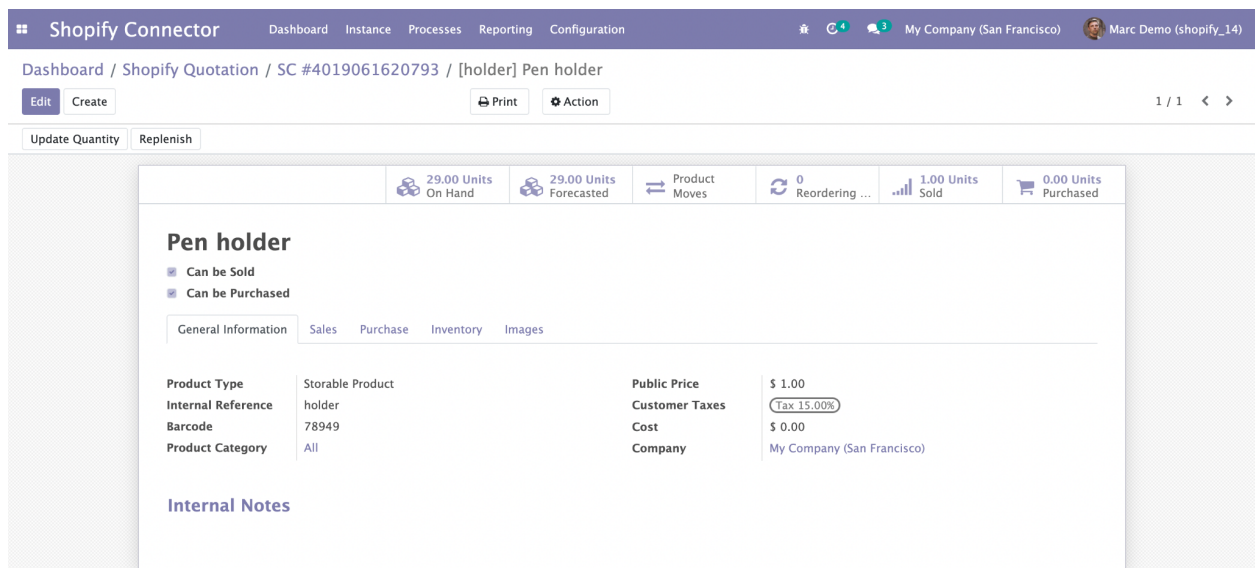 Shopify Connector Dashboard Instance Processes Reporting Configuration 4 3 My Company (San Francisco) Marc Demo (shopify_14)
Dashboard / Shopify Quotation / SC #4019061620793 / [holder] Pen holder
Edit Create Print Action 1 / 1
Update Quantity Replenish
29.00 Units 29.00 Units Product 0 1.00 Units 0.00 Units
On Hand Forecasted Moves Reordering ... Sold Purchased
Pen holder
Can be Sold
Can be Purchased
General Information Sales Purchase Inventory Images
Product Type Storable Product Public Price $ 1.00
Internal Reference holder Customer Taxes Tax 15.00%
Barcode 78949 Cost $ 0.00
Product Category All Company My Company (San Francisco)
Internal Notes